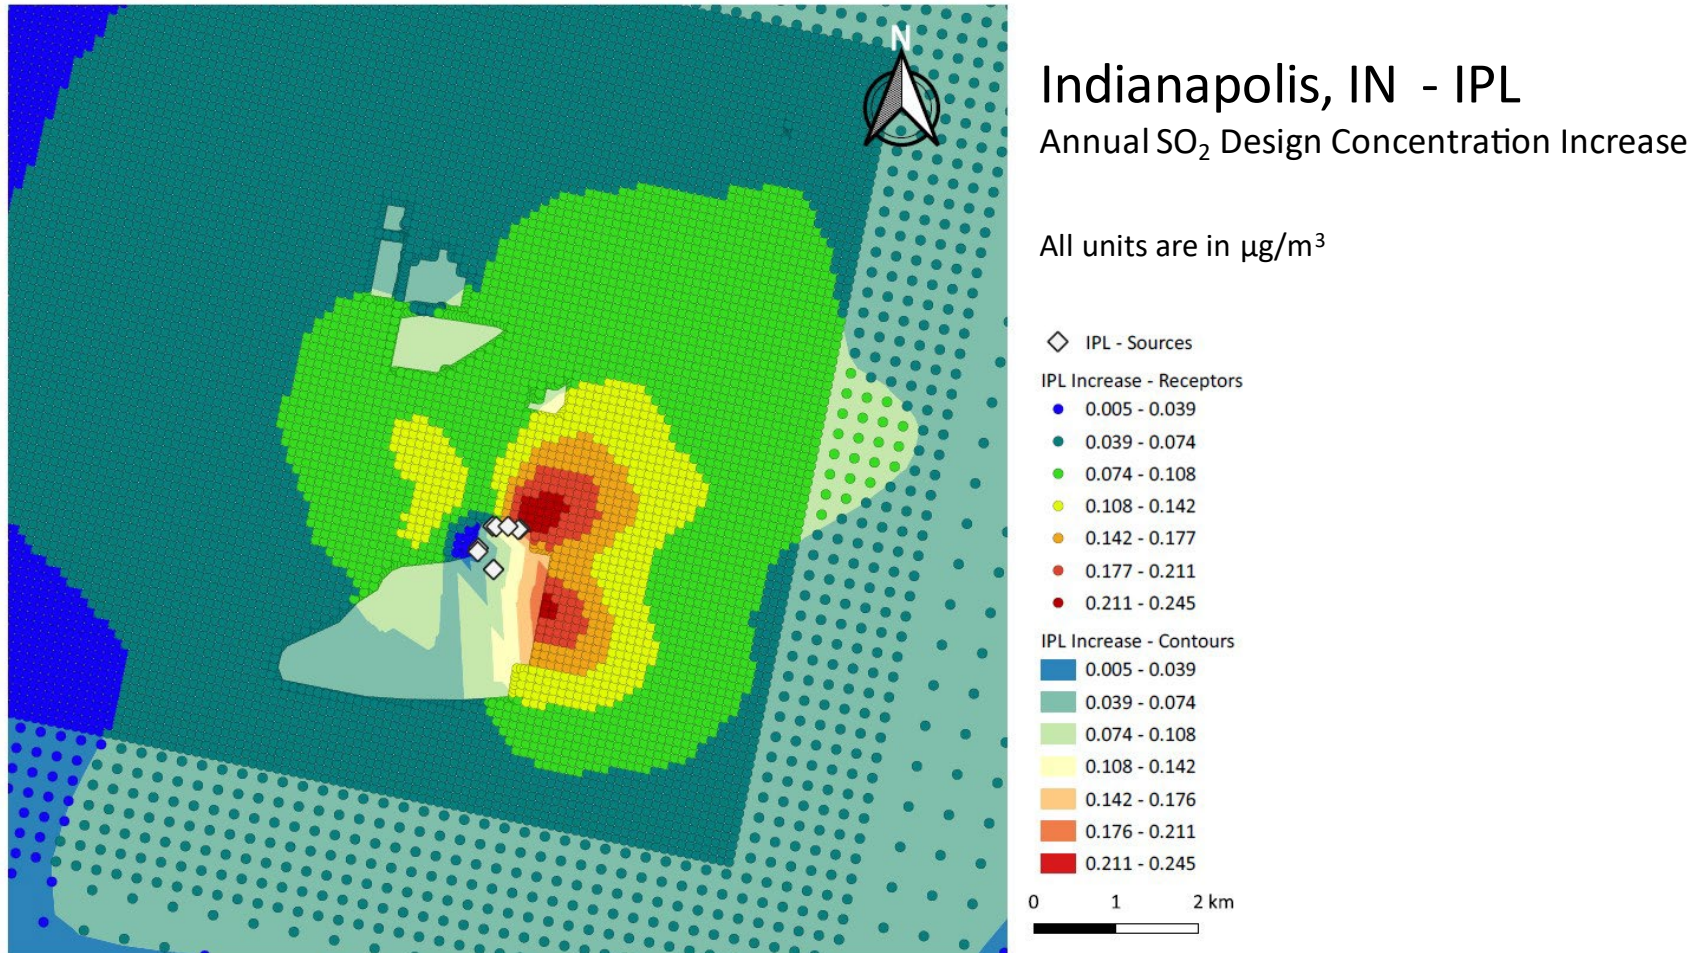 N
Indianapolis, IN - IPL
Annual SO₂ Design Concentration Increase
All units are in µg/m³
IPL - Sources
IPL Increase - Receptors
0.005 - 0.039
0.039 - 0.074
0.074 - 0.108
0.108 - 0.142
0.142 - 0.177
0.177 - 0.211
0.211 - 0.245
IPL Increase - Contours
0.005 - 0.039
0.039 - 0.074
0.074 - 0.108
0.108 - 0.142
0.142 - 0.176
0.176 - 0.211
0.211 - 0.245
0 1 2 km